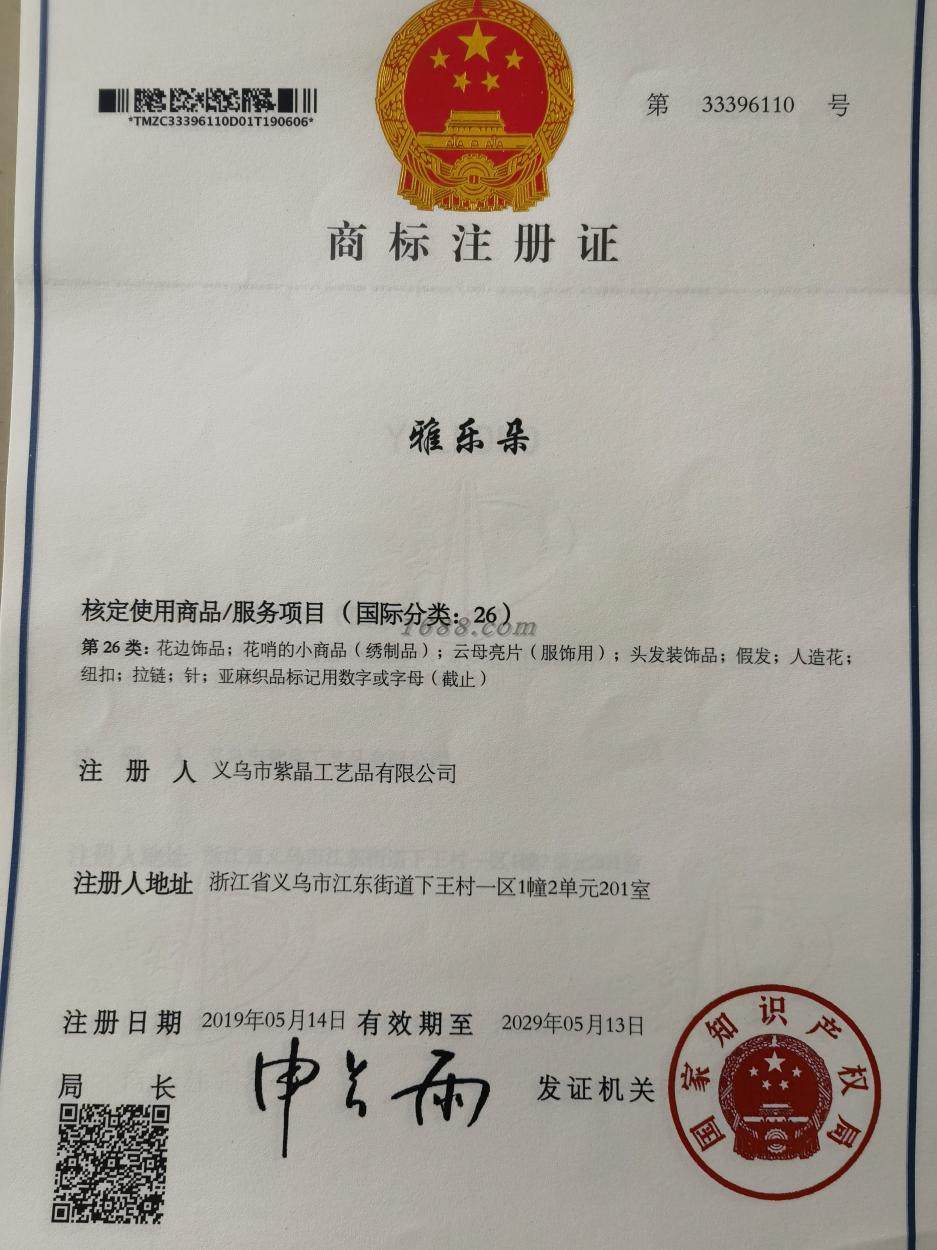 *TMZC33396110D01T190606*
第 33396110 号
商标注册证
雅乐朵
核定使用商品/服务项目（国际分类：26）
1688.com
第 26 类：花边饰品；花哨的小商品（绣制品）；云母亮片（服饰用）；头发装饰品；假发；人造花；
纽扣；拉链；针；亚麻织品标记用数字或字母（截止）
注册人 义乌市紫晶工艺品有限公司
注册人地址 浙江省义乌市江东街道下王村一区1幢2单元201室
注册日期 2019年05月14日 有效期至 2029年05月13日
局长 申长雨 发证机关
国家知识产权局